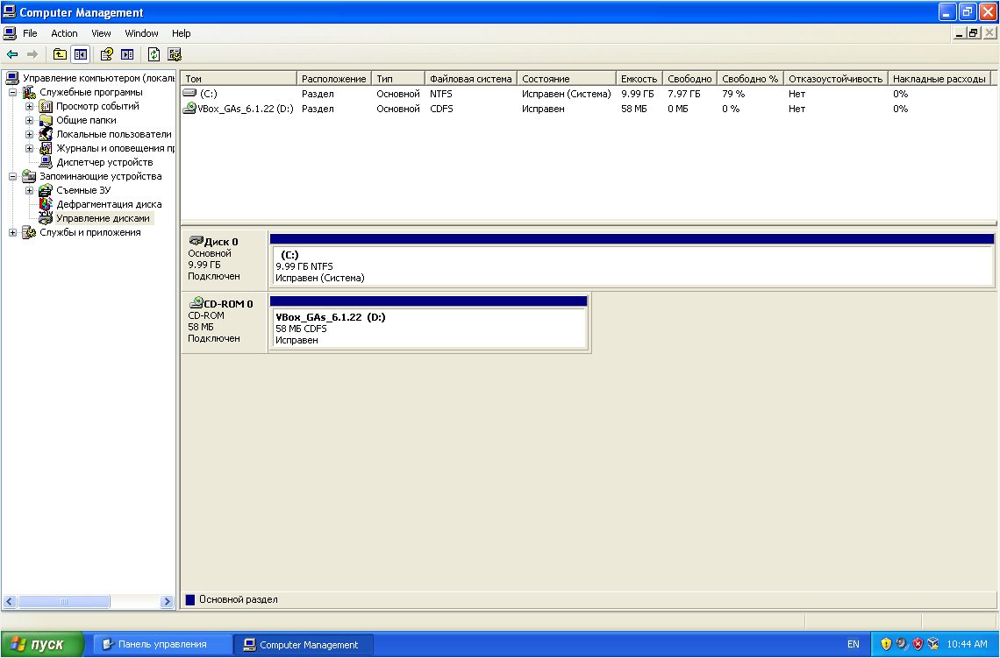 Computer Management
File Action View Window Help
Управление компьютером (локаль
Служебные программы
Просмотр событий
Общие папки
Локальные пользователи
Журналы и оповещения пр
Диспетчер устройств
Запоминающие устройства
Съемные ЗУ
Дефрагментация диска
Управление дисками
Службы и приложения
Том Расположение Тип Файловая система Состояние Емкость Свободно Свободно % Отказоустойчивость Накладные расходы
(C:) Раздел Основной NTFS Исправен (Система) 9.99 ГБ 7.97 ГБ 79 % Нет 0%
VBox_GAs_6.1.22 (D:) Раздел Основной CDFS Исправен 58 МБ 0 МБ 0 % Нет 0%
Диск 0
Основной
9.99 ГБ
Подключен
(C:)
9.99 ГБ NTFS
Исправен (Система)
CD-ROM 0
CD-ROM
58 МБ
Подключен
VBox_GAs_6.1.22 (D:)
58 МБ CDFS
Исправен
Основной раздел
пуск Панель управления Computer Management EN 10:44 AM